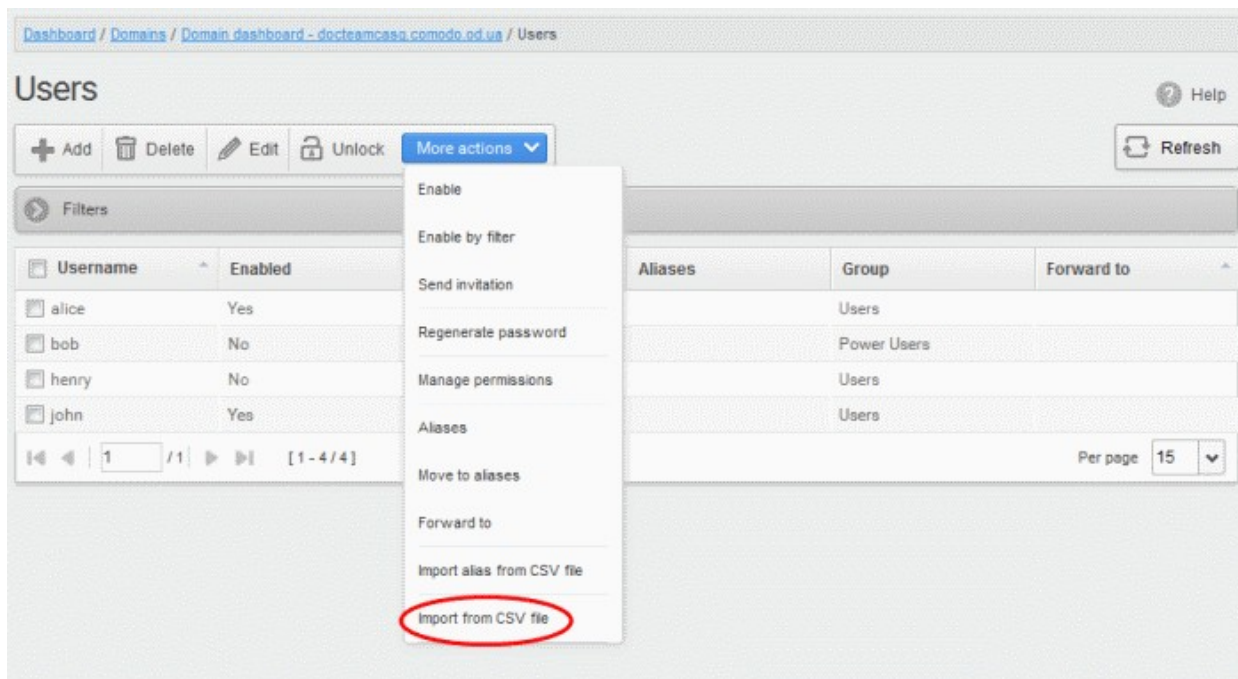 Dashboard / Domains / Domain dashboard - docteamcasg.comodo.od.ua / Users
Users
Help
Add Delete Edit Unlock More actions
Refresh
Filters
Enable
Enable by filter
Send invitation
Regenerate password
Manage permissions
Aliases
Move to aliases
Forward to
Import alias from CSV file
Import from CSV file
Username Enabled Aliases Group Forward to
alice Yes Users
bob No Power Users
henry No Users
john Yes Users
1 / 1 [1 - 4 / 4] Per page 15